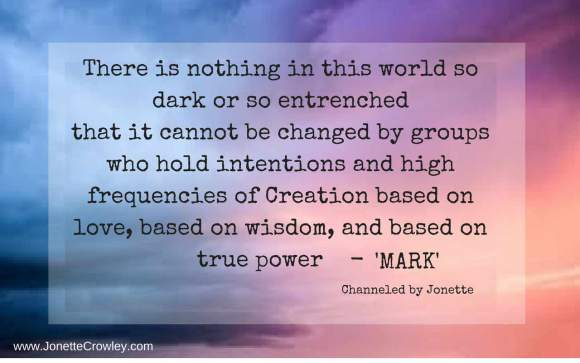 There is nothing in this world so
dark or so entrenched
that it cannot be changed by groups
who hold intentions and high
frequencies of Creation based on
love, based on wisdom, and based on
true power - 'MARK'
Channeled by Jonette
www.JonetteCrowley.com